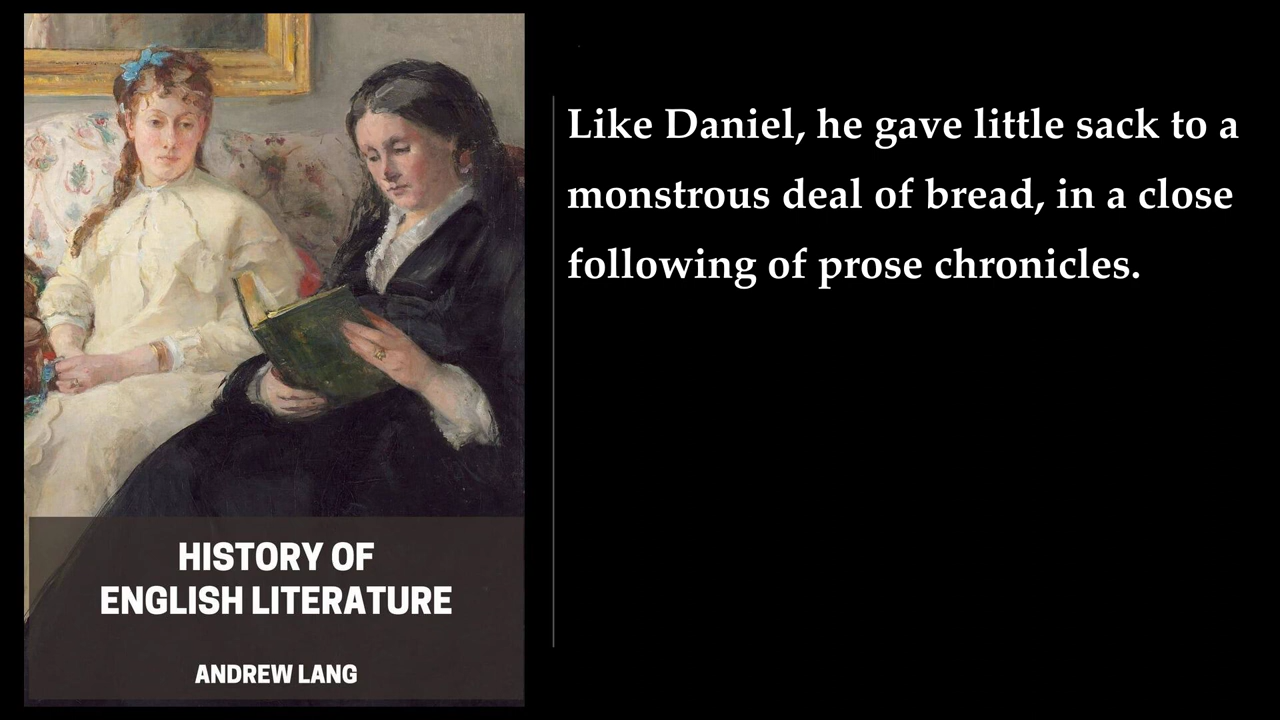 Like Daniel, he gave little sack to a
monstrous deal of bread, in a close
following of prose chronicles.
HISTORY OF
ENGLISH LITERATURE
ANDREW LANG